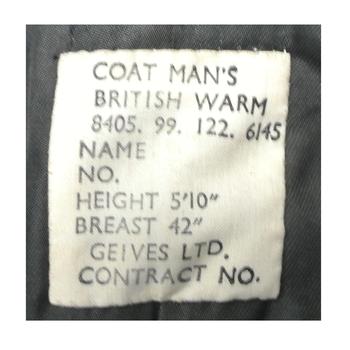 COAT MAN'S
BRITISH WARM
8405. 99. 122. 6145
NAME
NO.
HEIGHT 5'10"
BREAST 42"
GEIVES LTD.
CONTRACT NO.